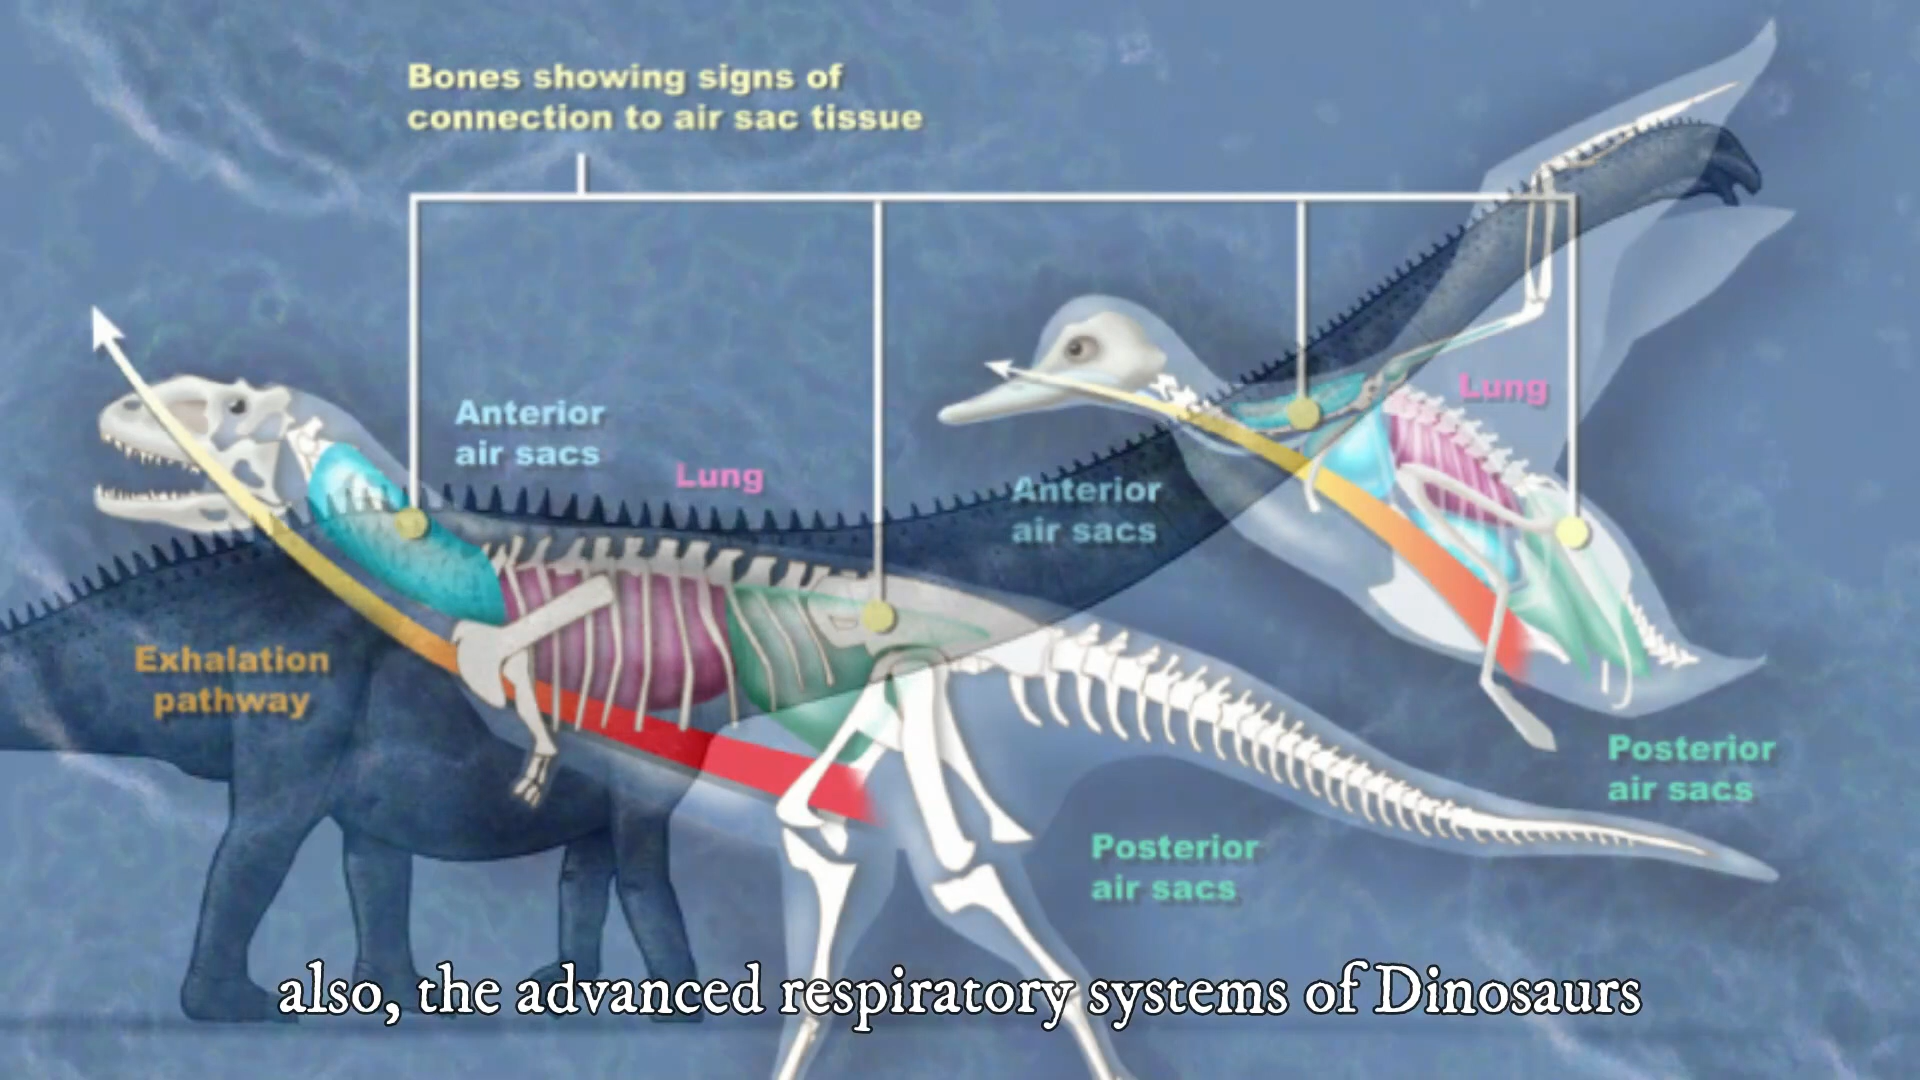 Bones showing signs of
connection to air sac tissue
Anterior
air sacs
Lung
Lung
Anterior
air sacs
Exhalation
pathway
Posterior
air sacs
Posterior
air sacs
also, the advanced respiratory systems of Dinosaurs